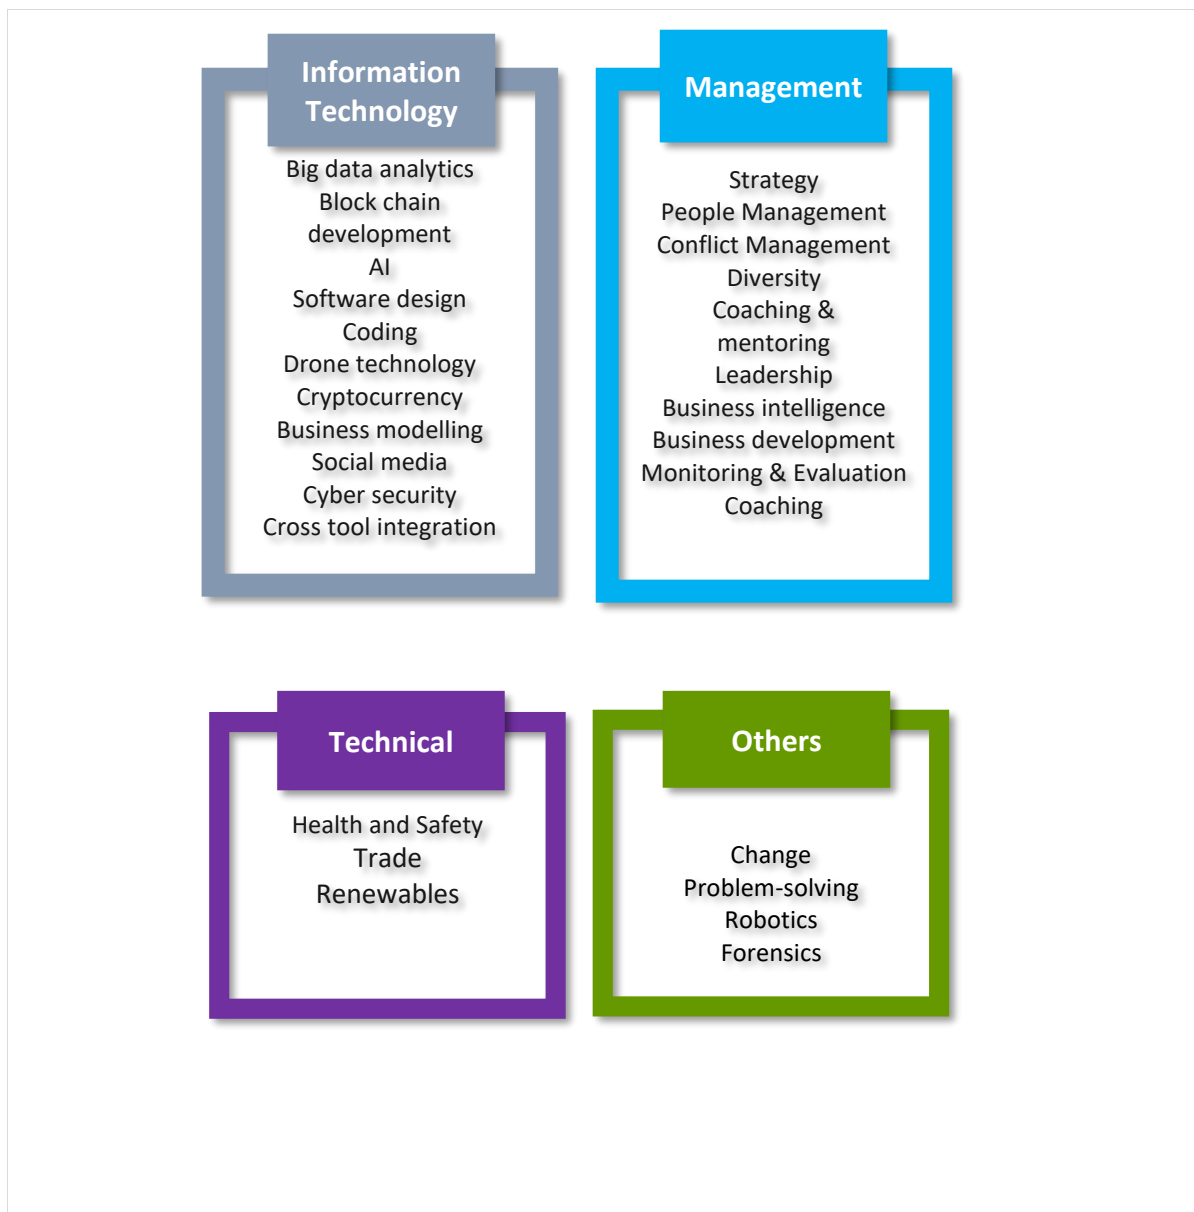 Information
Technology
Big data analytics
Block chain
development
AI
Software design
Coding
Drone technology
Cryptocurrency
Business modelling
Social media
Cyber security
Cross tool integration
Management
Strategy
People Management
Conflict Management
Diversity
Coaching &
mentoring
Leadership
Business intelligence
Business development
Monitoring & Evaluation
Coaching
Technical
Health and Safety
Trade
Renewables
Others
Change
Problem-solving
Robotics
Forensics